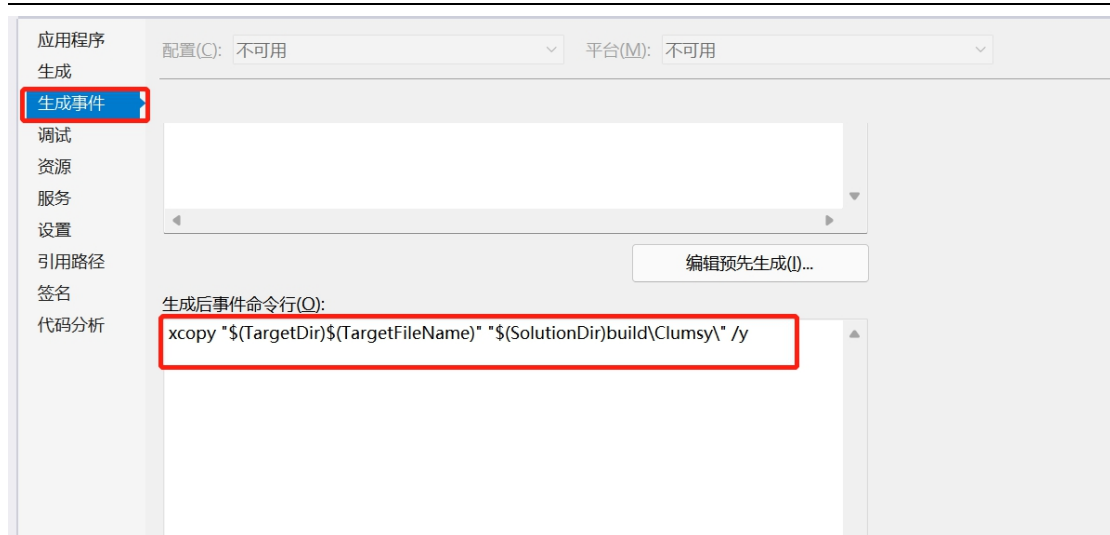 应用程序
配置(C): 不可用 平台(M): 不可用
生成
生成事件
调试
资源
服务
设置
引用路径
编辑预先生成(I)...
签名
生成后事件命令行(O):
代码分析
xcopy "$(TargetDir)$(TargetFileName)" "$(SolutionDir)build\Clumsy\" /y